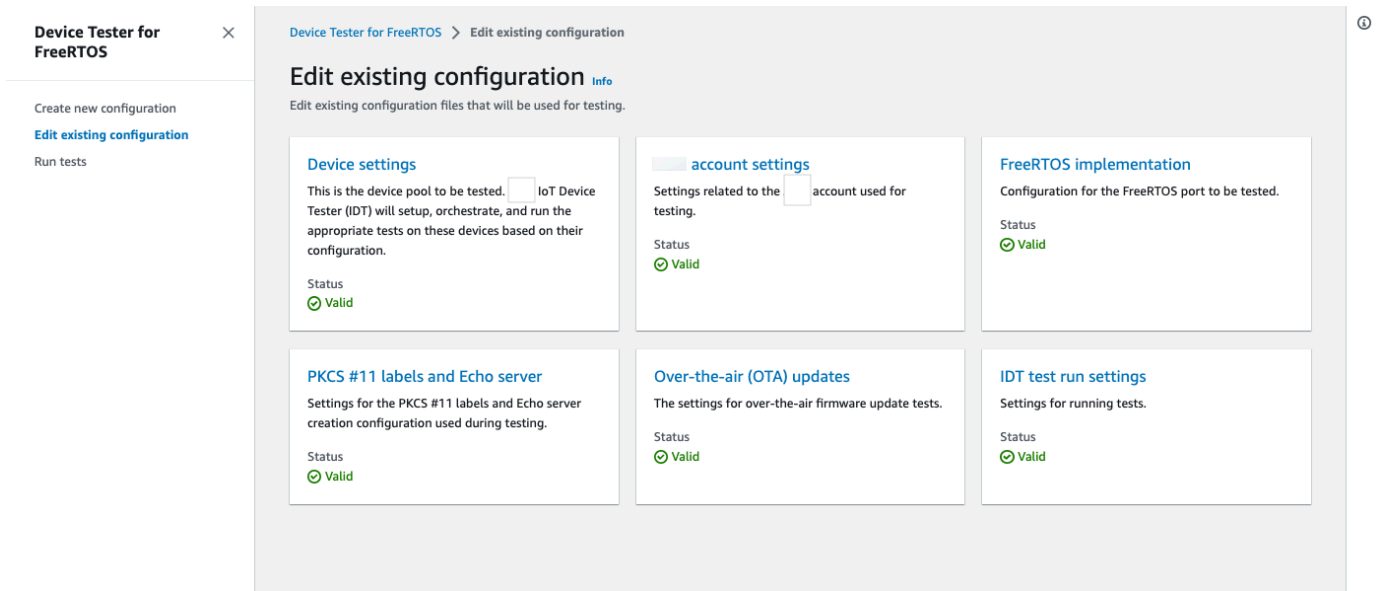 Device Tester for
FreeRTOS
Create new configuration
Edit existing configuration
Run tests
Device Tester for FreeRTOS > Edit existing configuration
Edit existing configuration Info
Edit existing configuration files that will be used for testing.
Device settings
This is the device pool to be tested. IoT Device
Tester (IDT) will setup, orchestrate, and run the
appropriate tests on these devices based on their
configuration.
Status
Valid
account settings
Settings related to the account used for
testing.
Status
Valid
FreeRTOS implementation
Configuration for the FreeRTOS port to be tested.
Status
Valid
PKCS #11 labels and Echo server
Settings for the PKCS #11 labels and Echo server
creation configuration used during testing.
Status
Valid
Over-the-air (OTA) updates
The settings for over-the-air firmware update tests.
Status
Valid
IDT test run settings
Settings for running tests.
Status
Valid